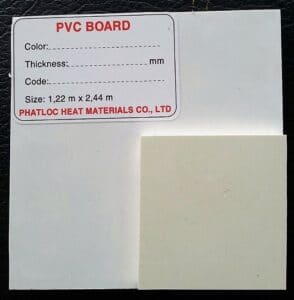 PVC BOARD
Color:
Thickness: mm
Code:
Size: 1,22 m x 2,44 m
PHATLOC HEAT MATERIALS CO., LTD